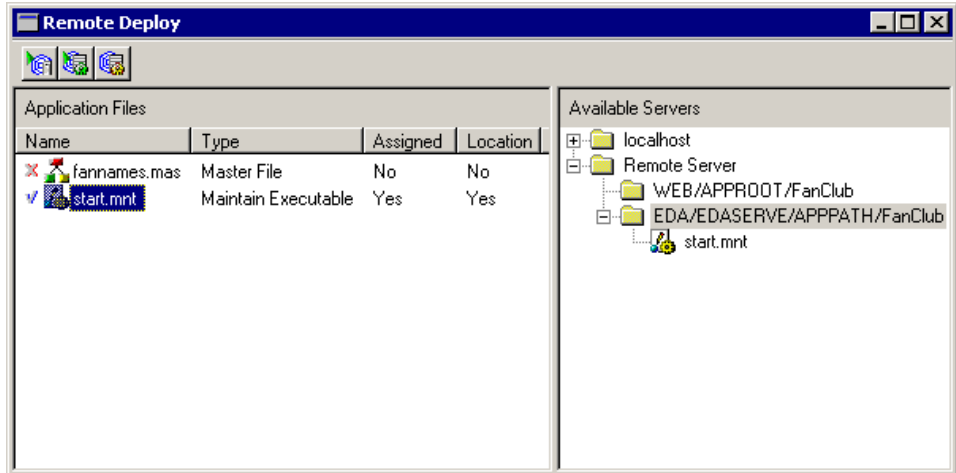 Remote Deploy
Application Files
Name Type Assigned Location
fannames.mas Master File No No
start.mnt Maintain Executable Yes Yes
Available Servers
localhost
Remote Server
WEB/APPROOT/FanClub
EDA/EDASERVE/APPPATH/FanClub
start.mnt